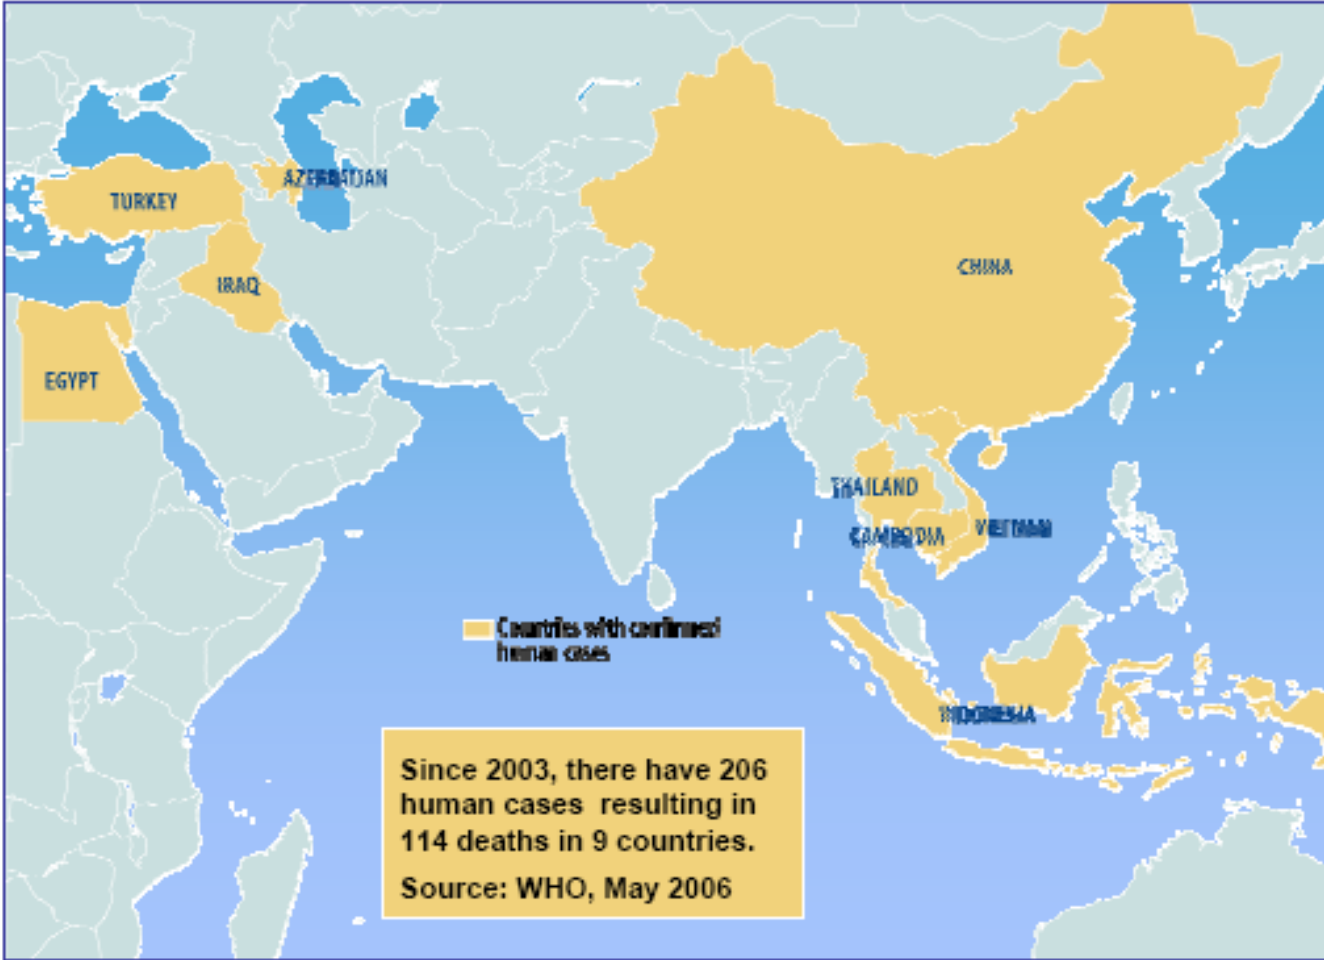 AZERBAIJAN
TURKEY
CHINA
IRAQ
EGYPT
THAILAND
VIETNAM
CAMBODIA
Countries with confirmed
human cases
INDONESIA
Since 2003, there have 206
human cases resulting in
114 deaths in 9 countries.
Source: WHO, May 2006